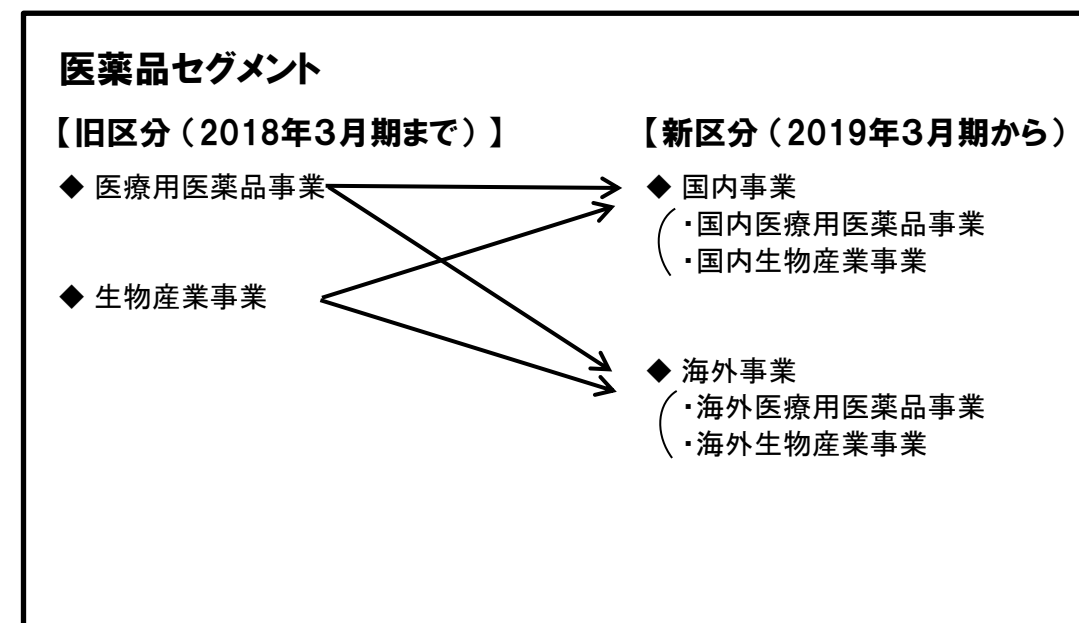 医薬品セグメント
【旧区分(2018年3月期まで)】
◆ 医療用医薬品事業
◆ 生物産業事業
【新区分(2019年3月期から)
◆ 国内事業
・国内医療用医薬品事業
・国内生物産業事業
◆ 海外事業
・海外医療用医薬品事業
・海外生物産業事業